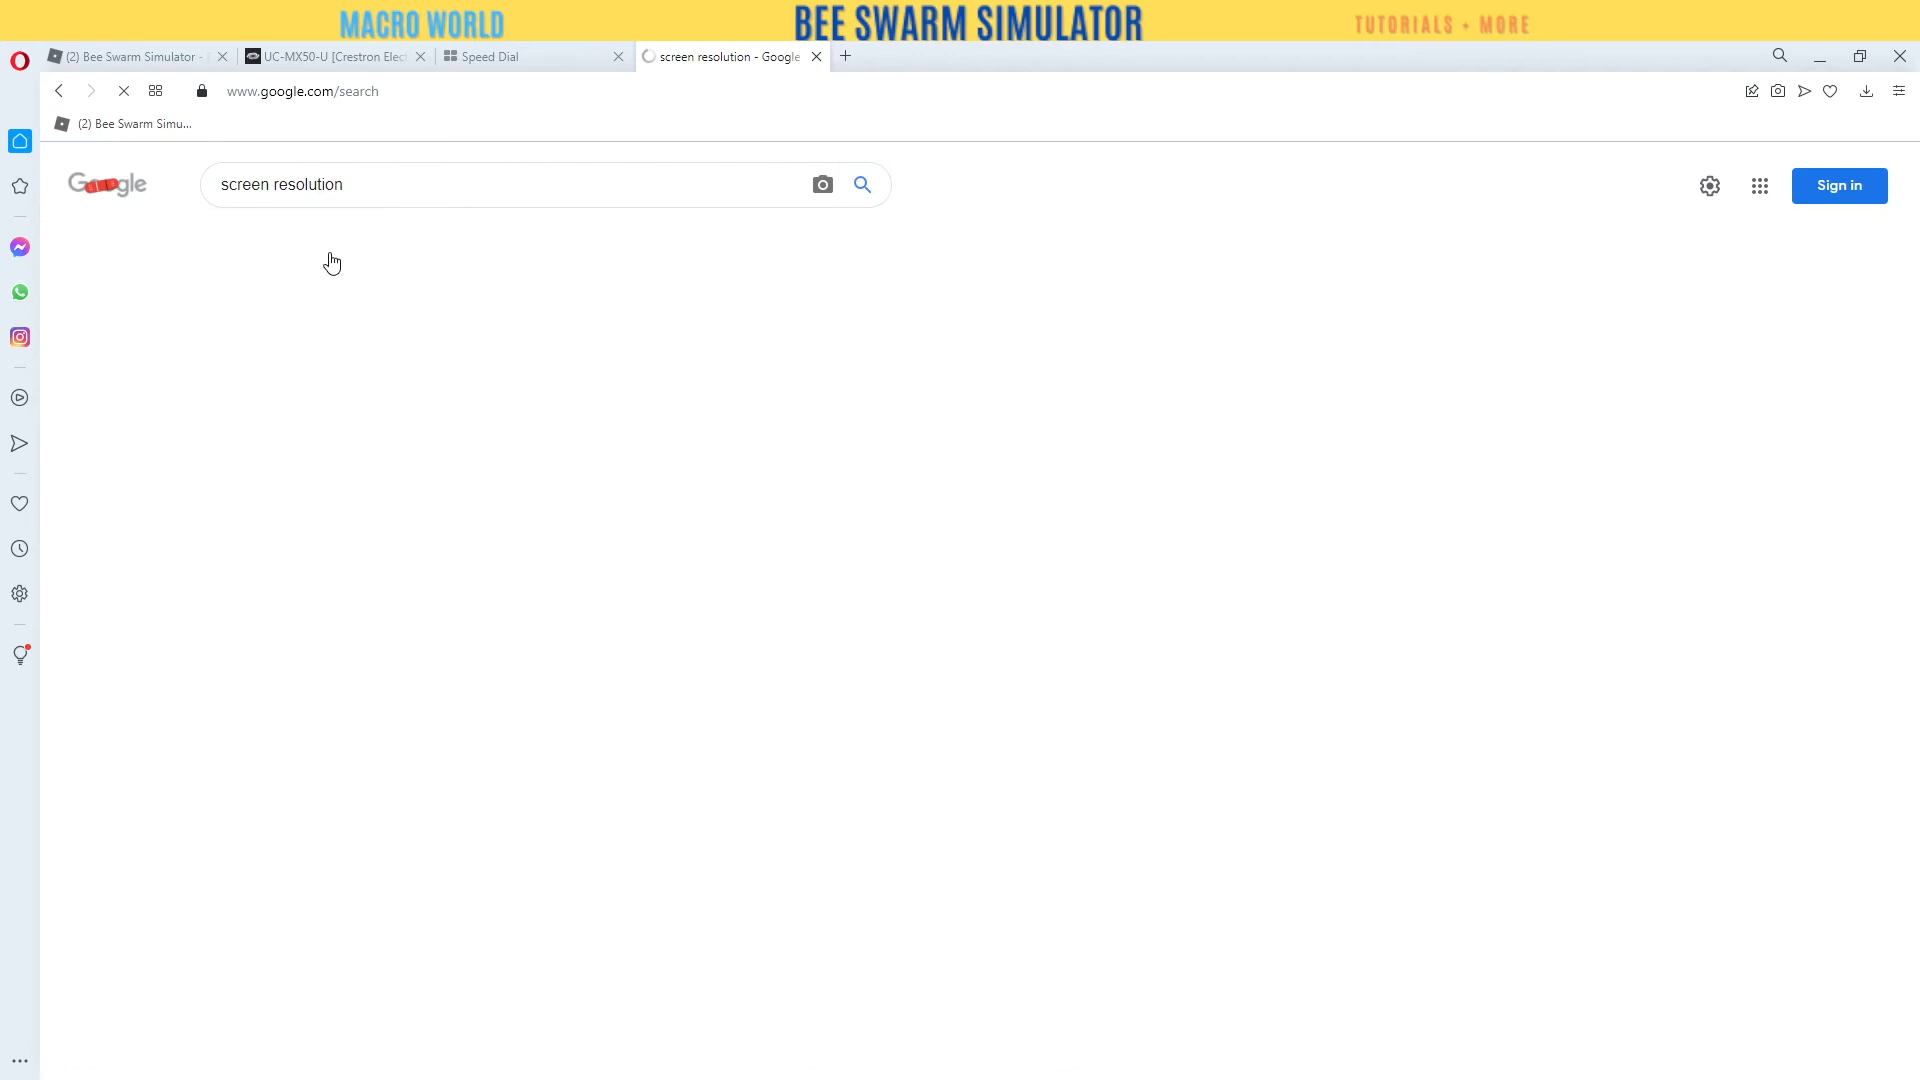 MACRO WORLD
BEE SWARM SIMULATOR
TUTORIALS + MORE
(2) Bee Swarm Simulator -
UC-MX50-U [Crestron Elec
Speed Dial
screen resolution - Google
www.google.com/search
(2) Bee Swarm Simu...
Google
screen resolution
Sign in